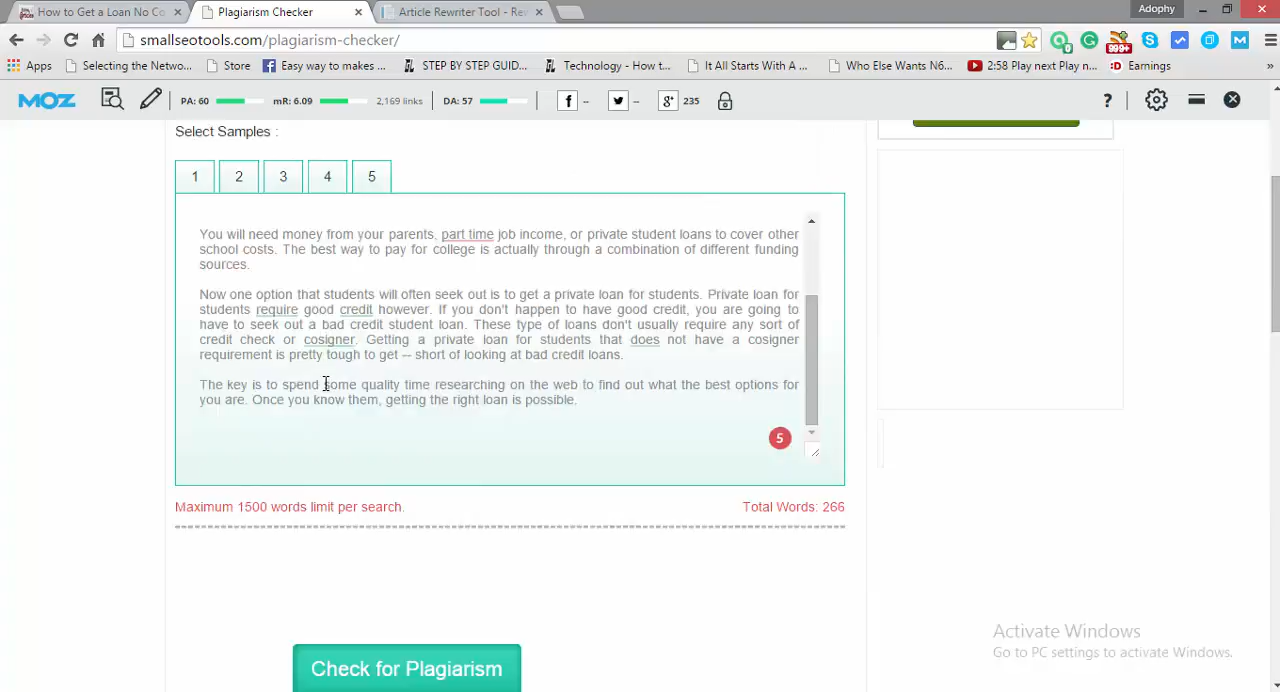 How to Get a Loan No Co
Plagiarism Checker
Article Rewriter Tool - Rev
Adophy
smallseotools.com/plagiarism-checker/
0
999+
M
Apps
Selecting the Netwo...
Store
Easy way to make ...
STEP BY STEP GUID...
Technology - How t...
It All Starts With A ...
Who Else Wants N6...
2:58 Play next Play n...
Earnings
»
MOZ
PA: 60
mR: 6.09
2,169 links
DA: 57
f --
--
g+ 235
?
Select Samples :
1
2
3
4
5
You will need money from your parents, part time job income, or private student loans to cover other
school costs. The best way to pay for college is actually through a combination of different funding
sources.
Now one option that students will often seek out is to get a private loan for students. Private loan for
students require good credit however. If you don't happen to have good credit, you are going to
have to seek out a bad credit student loan. These type of loans don't usually require any sort of
credit check or cosigner. Getting a private loan for students that does not have a cosigner
requirement is pretty tough to get -- short of looking at bad credit loans.
The key is to spend some quality time researching on the web to find out what the best options for
you are. Once you know them, getting the right loan is possible.
5
Maximum 1500 words limit per search.
Total Words: 266
Check for Plagiarism
Activate Windows
Go to PC settings to activate Windows.